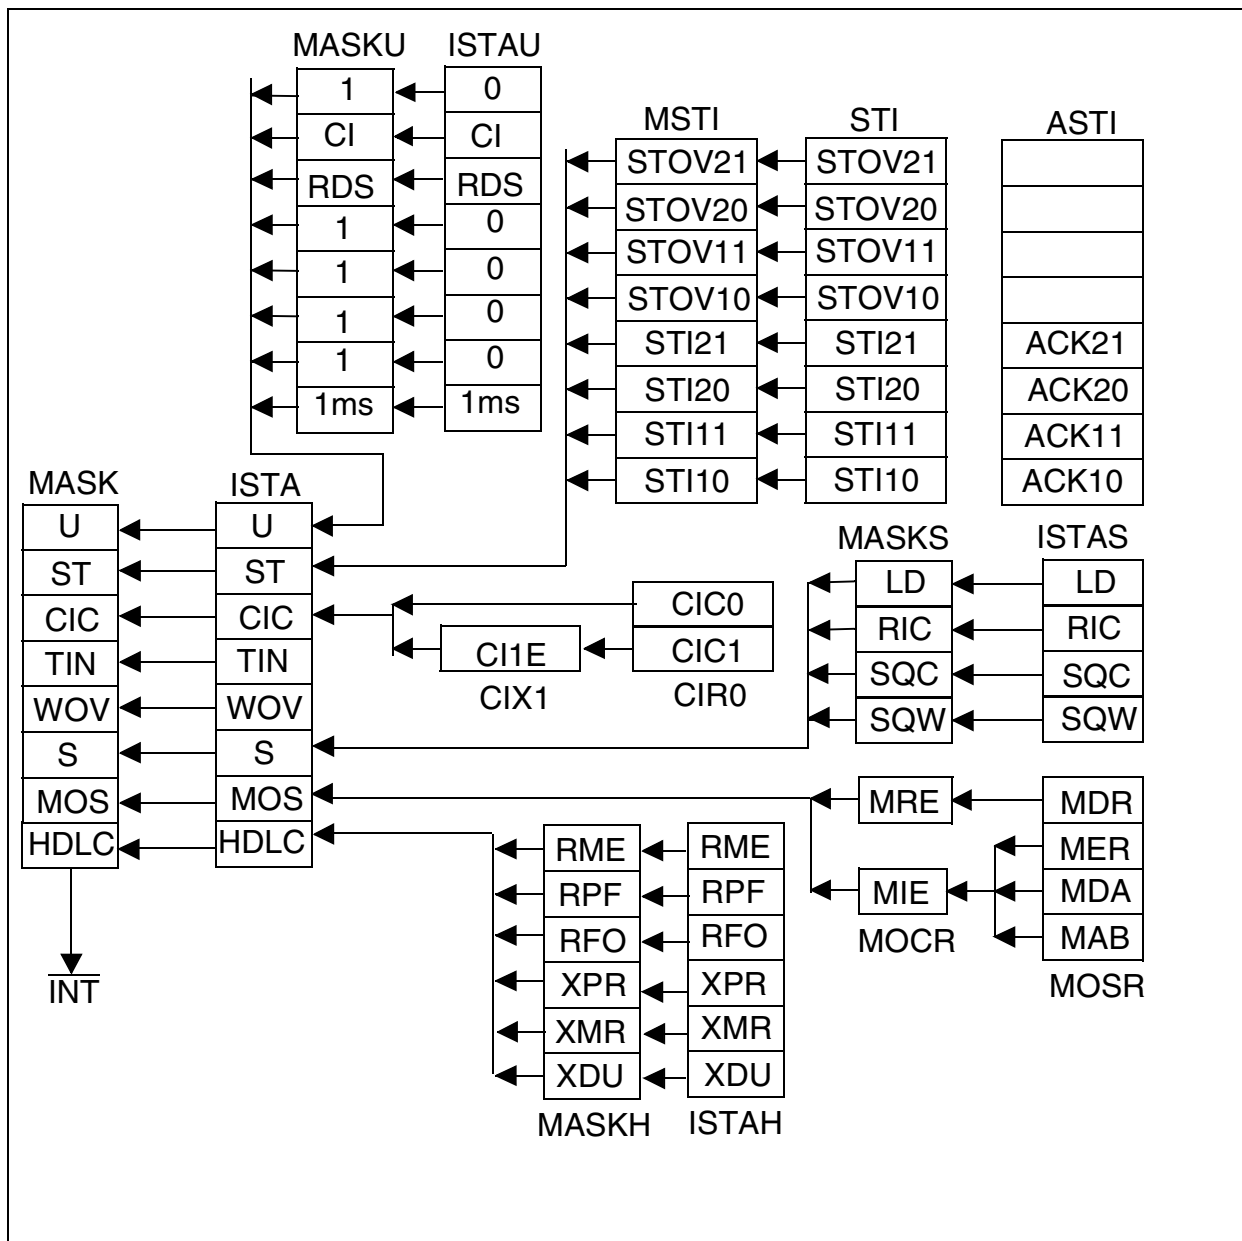 MASKU ISTAU
1 0
CI CI
RDS RDS
1 0
1 0
1 0
1 0
1ms 1ms
MSTI STI ASTI
STOV21 STOV21
STOV20 STOV20
STOV11 STOV11
STOV10 STOV10
STI21 STI21 ACK21
STI20 STI20 ACK20
STI11 STI11 ACK11
STI10 STI10 ACK10
MASK ISTA
U U
ST ST
CIC CIC
TIN TIN
WOV WOV
S S
MOS MOS
HDLC HDLC
INT
CIC0
CI1E CIC1
CIX1 CIR0
MASKS ISTAS
LD LD
RIC RIC
SQC SQC
SQW SQW
MRE MDR
MER
MIE MDA
MAB
MOCR
MOSR
RME RME
RPF RPF
RFO RFO
XPR XPR
XMR XMR
XDU XDU
MASKH ISTAH